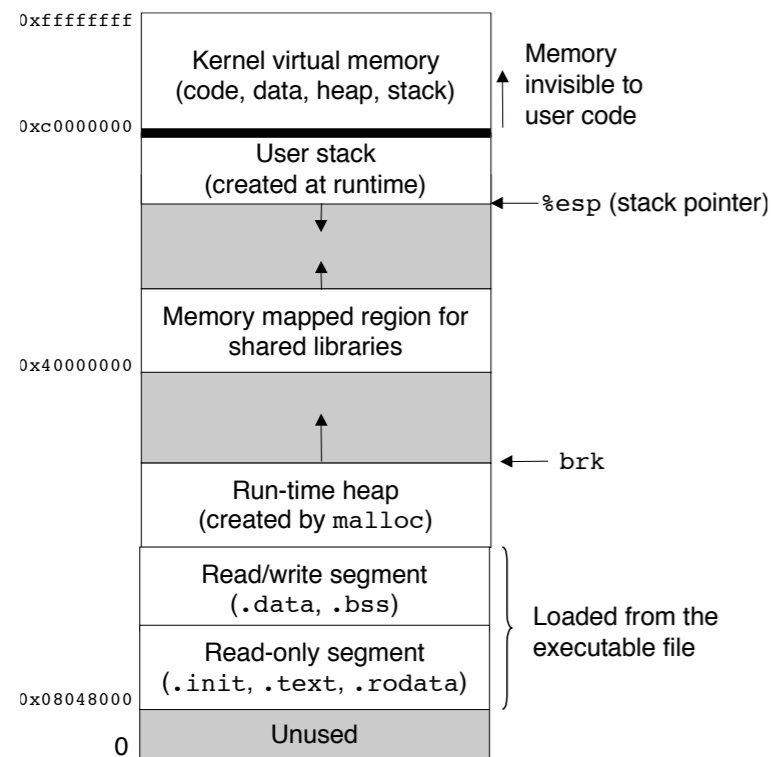 0xffffffff
Kernel virtual memory
(code, data, heap, stack)
Memory
invisible to
user code
0xc0000000
User stack
(created at runtime)
%esp (stack pointer)
Memory mapped region for
shared libraries
0x40000000
brk
Run-time heap
(created by malloc)
Read/write segment
(.data, .bss)
Loaded from the
executable file
Read-only segment
(.init, .text, .rodata)
0x08048000
Unused
0